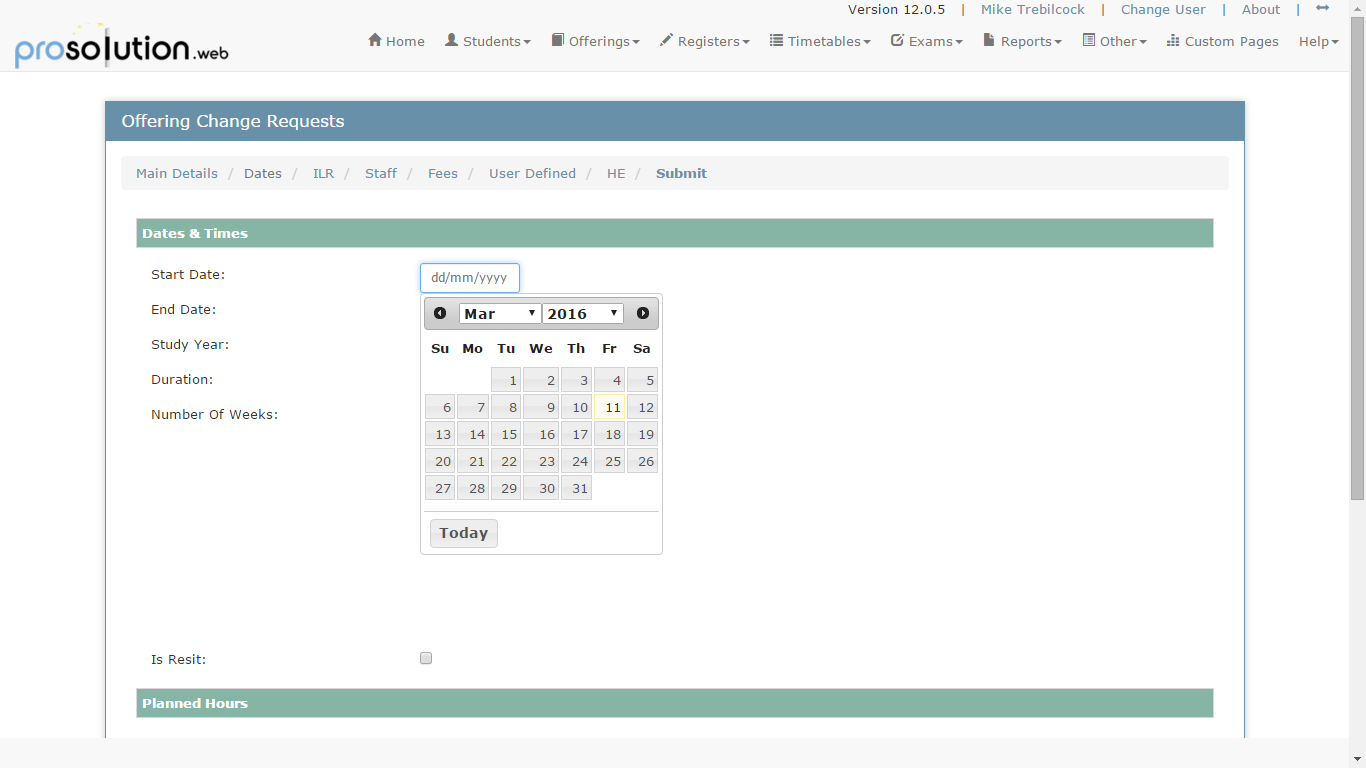 Version 12.0.5 | Mike Trebilcock | Change User | About |
prosolution.web
Home Students Offerings Registers Timetables Exams Reports Other Custom Pages Help
Offering Change Requests
Main Details / Dates / ILR / Staff / Fees / User Defined / HE / Submit
Dates & Times
Start Date: dd/mm/yyyy
End Date:
Study Year:
Duration:
Number Of Weeks:
Mar 2016
Su Mo Tu We Th Fr Sa
1 2 3 4 5
6 7 8 9 10 11 12
13 14 15 16 17 18 19
20 21 22 23 24 25 26
27 28 29 30 31
Today
Is Resit:
Planned Hours